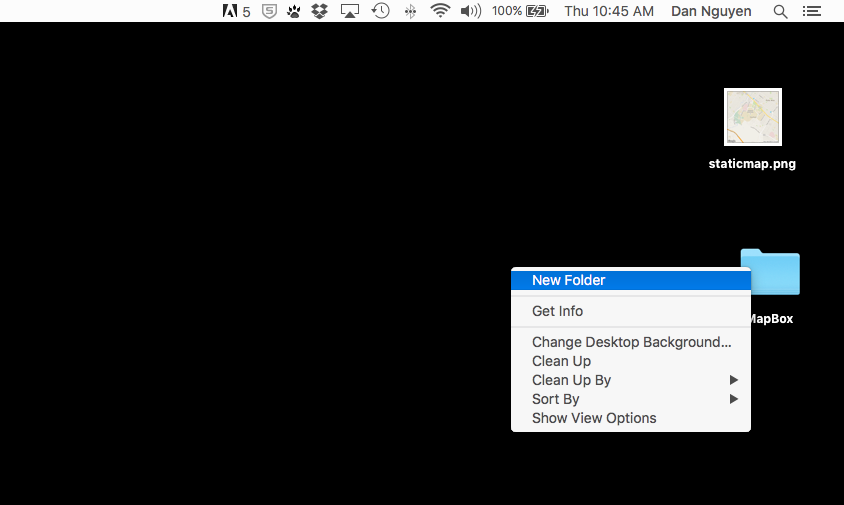 5 100% Thu 10:45 AM Dan Nguyen
staticmap.png
New Folder
Get Info
MapBox
Change Desktop Background...
Clean Up
Clean Up By
Sort By
Show View Options